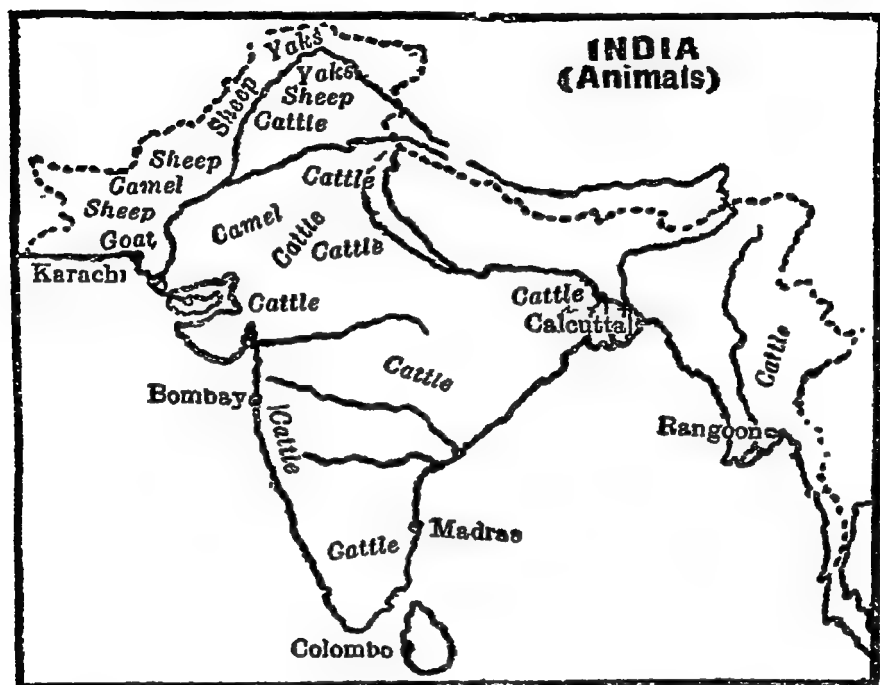 INDIA
(Animals)
Yaks
Yaks
Sheep
Sheep
Cattle
Sheep
Camel
Sheep
Goat
Karachi
Cattle
Camel
Cattle
Cattle
Cattle
Cattle
Calcutta
Cattle
Cattle
Bombay
Cattle
Rangoon
Cattle
Madras
Colombo